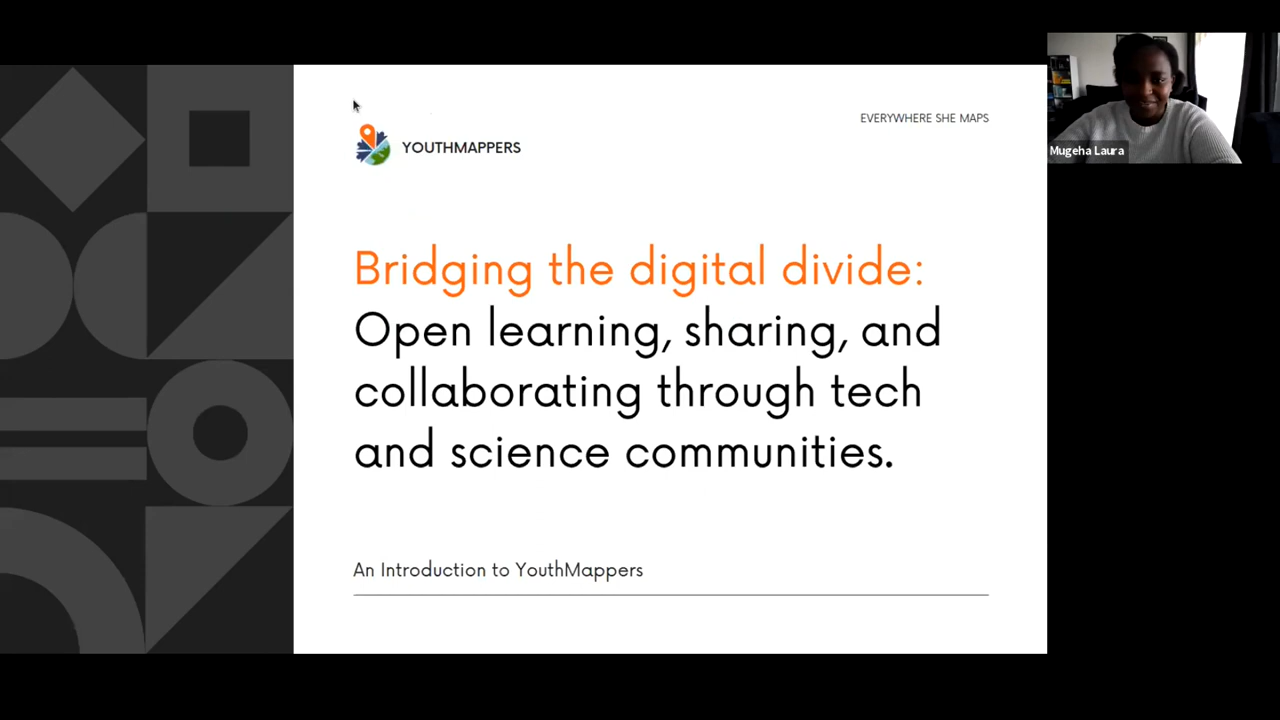 EVERYWHERE SHE MAPS
YOUTHMAPPERS
Bridging the digital divide:
Open learning, sharing, and
collaborating through tech
and science communities.
An Introduction to YouthMappers
Mugeha Laura